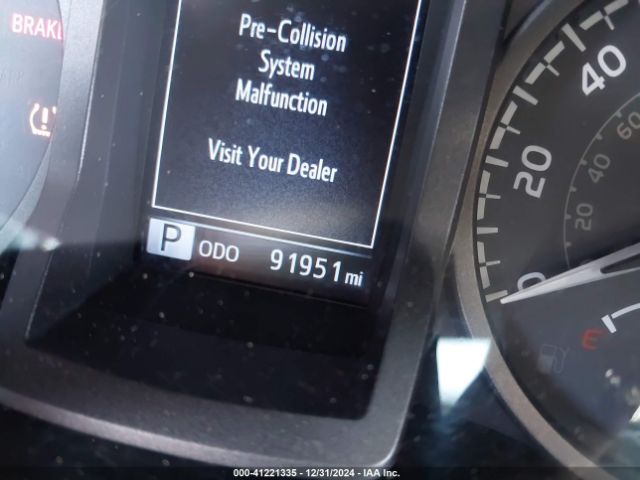 BRAKE
Pre-Collision
System
Malfunction
Visit Your Dealer
P ODO 91951 mi
40
20
0
60
40
20
E
000-41221335 - 12/31/2024 - IAA Inc.